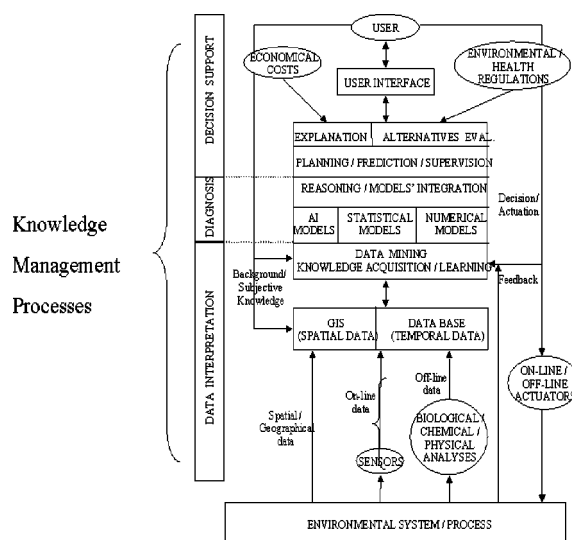 USER
ECONOMICAL
COSTS
ENVIRONMENTAL /
HEALTH
REGULATIONS
USER INTERFACE
DECISION SUPPORT
EXPLANATION
ALTERNATIVES EVAL.
PLANNING / PREDICTION / SUPERVISION
DIAGNOSIS
REASONING / MODELS' INTEGRATION
AI
MODELS
STATISTICAL
MODELS
NUMERICAL
MODELS
Decision/
Actuation
Knowledge
Management
Processes
DATA INTERPRETATION
DATA MINING
KNOWLEDGE ACQUISITION / LEARNING
Background/
Subjective
Knowledge
Feedback
GIS
(SPATIAL DATA)
DATA BASE
(TEMPORAL DATA)
ON-LINE /
OFF-LINE
ACTUATORS
Spatial /
Geographical
data
On-line
data
Off-line
data
BIOLOGICAL /
CHEMICAL /
PHYSICAL
ANALYSES
SENSORS
ENVIRONMENTAL SYSTEM / PROCESS